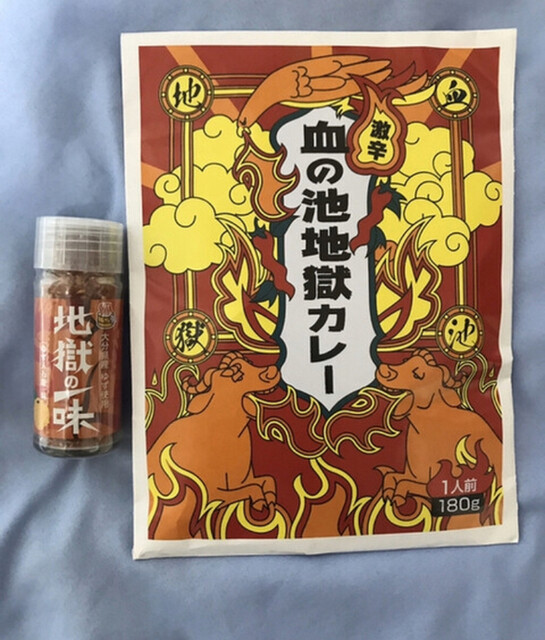 地
血
獄
池
激辛
血の池地獄カレー
1人前
180g
地獄の一味